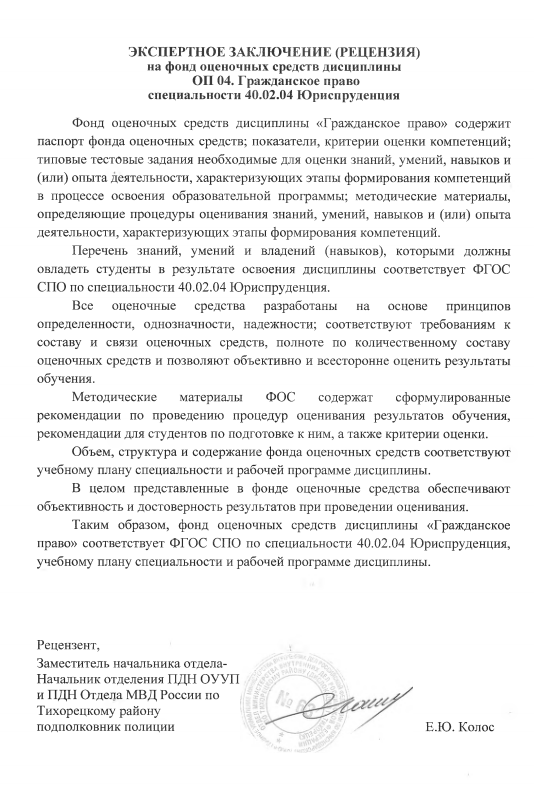 ЭКСПЕРТНОЕ ЗАКЛЮЧЕНИЕ (РЕЦЕНЗИЯ)
на фонд оценочных средств дисциплины
ОП 04. Гражданское право
специальности 40.02.04 Юриспруденция
Фонд оценочных средств дисциплины «Гражданское право» содержит
паспорт фонда оценочных средств; показатели, критерии оценки компетенций;
типовые тестовые задания необходимые для оценки знаний, умений, навыков и
(или) опыта деятельности, характеризующих этапы формирования компетенций
в процессе освоения образовательной программы; методические материалы,
определяющие процедуры оценивания знаний, умений, навыков и (или) опыта
деятельности, характеризующих этапы формирования компетенций.
Перечень знаний, умений и владений (навыков), которыми должны
овладеть студенты в результате освоения дисциплины соответствует ФГОС
СПО по специальности 40.02.04 Юриспруденция.
Все оценочные средства разработаны на основе принципов
определенности, однозначности, надежности; соответствуют требованиям к
составу и связи оценочных средств, полноте по количественному составу
оценочных средств и позволяют объективно и всесторонне оценить результаты
обучения.
Методические материалы ФОС содержат сформулированные
рекомендации по проведению процедур оценивания результатов обучения,
рекомендации для студентов по подготовке к ним, а также критерии оценки.
Объем, структура и содержание фонда оценочных средств соответствуют
учебному плану специальности и рабочей программе дисциплины.
В целом представленные в фонде оценочные средства обеспечивают
объективность и достоверность результатов при проведении оценивания.
Таким образом, фонд оценочных средств дисциплины «Гражданское
право» соответствует ФГОС СПО по специальности 40.02.04 Юриспруденция,
учебному плану специальности и рабочей программе дисциплины.
Рецензент,
Заместитель начальника отдела-
Начальник отделения ПДН ОУУП
и ПДН Отдела МВД России по
Тихорецкому району
подполковник полиции
Е.Ю. Колос